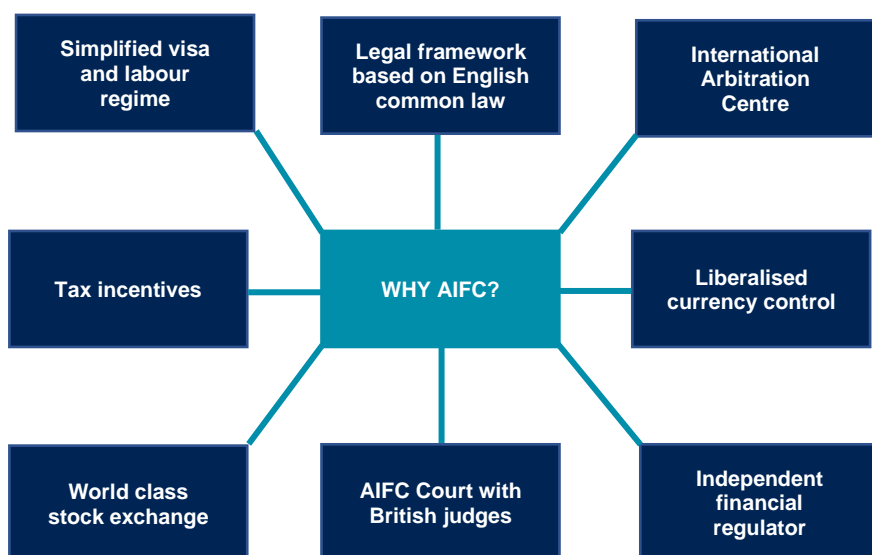 Simplified visa
and labour
regime
Legal framework
based on English
common law
International
Arbitration
Centre
Tax incentives
WHY AIFC?
Liberalised
currency control
World class
stock exchange
AIFC Court with
British judges
Independent
financial
regulator